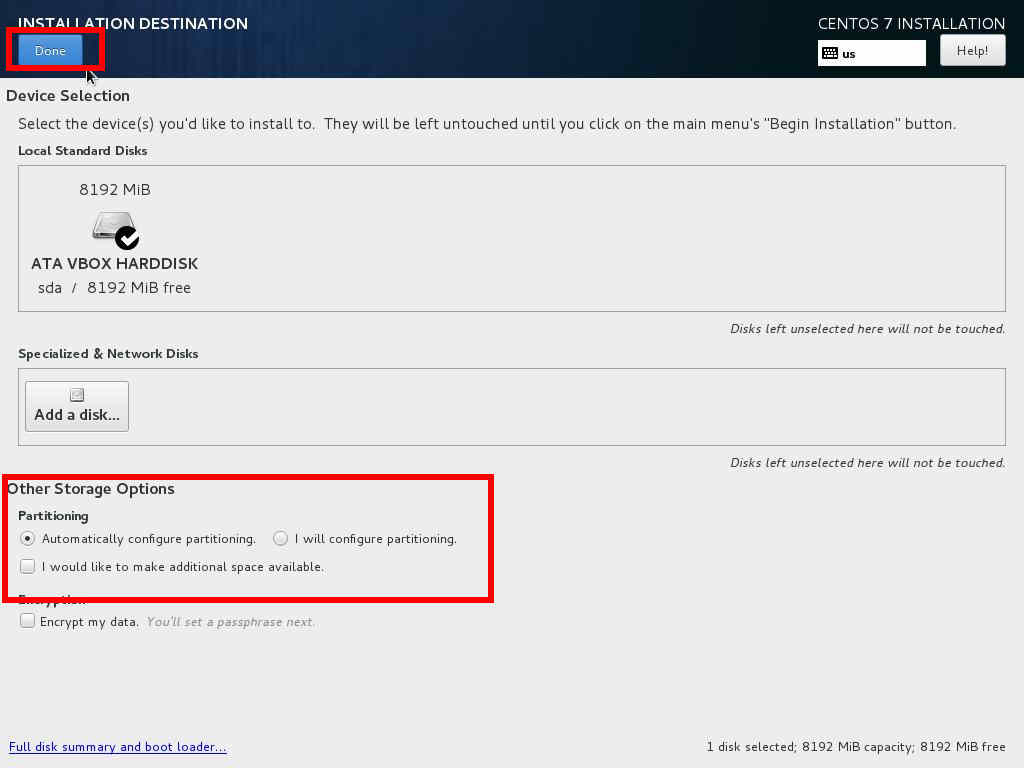 INSTALLATION DESTINATION
CENTOS 7 INSTALLATION
Done
us
Help!
Device Selection
Select the device(s) you'd like to install to.  They will be left untouched until you click on the main menu's "Begin Installation" button.
Local Standard Disks
8192 MiB
ATA VBOX HARDDISK
sda / 8192 MiB free
Disks left unselected here will not be touched.
Specialized & Network Disks
Add a disk...
Disks left unselected here will not be touched.
Other Storage Options
Partitioning
Automatically configure partitioning. I will configure partitioning.
I would like to make additional space available.
Encryption
Encrypt my data. You'll set a passphrase next.
Full disk summary and boot loader...
1 disk selected; 8192 MiB capacity; 8192 MiB free